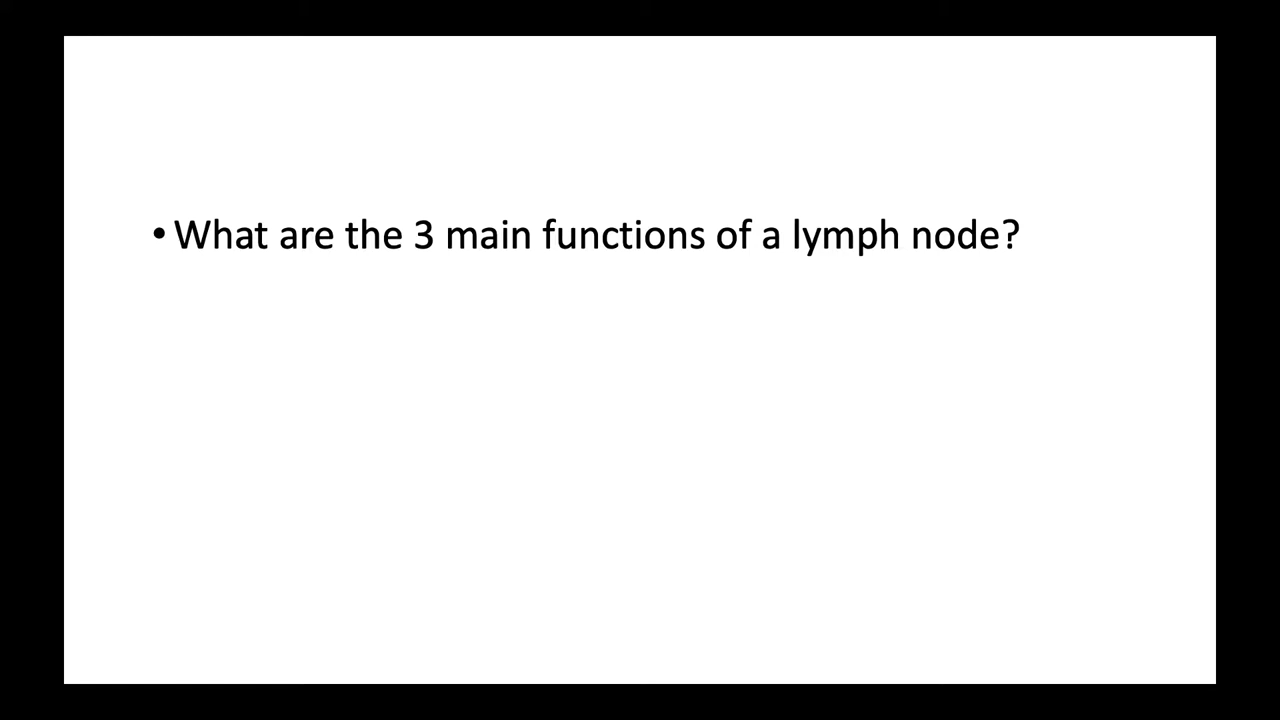 • What are the 3 main functions of a lymph node?